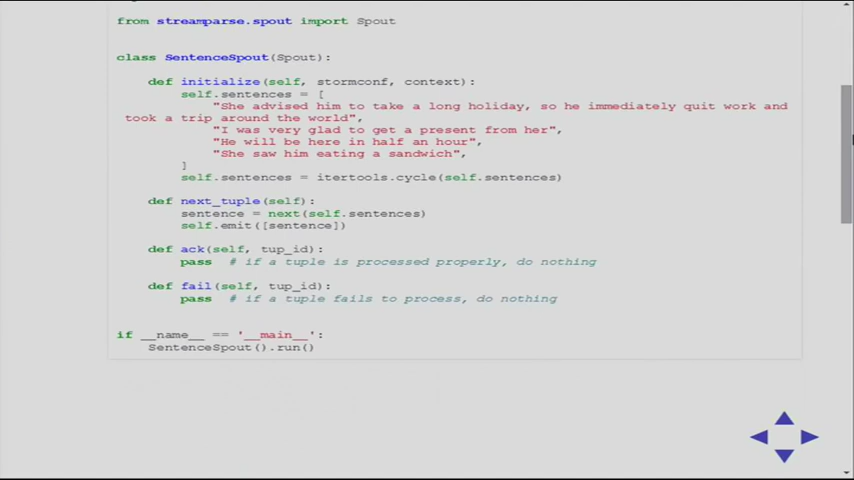 from streamparse.spout import Spout
class SentenceSpout(Spout):
def initialize(self, stormconf, context):
self.sentences = [
"She advised him to take a long holiday, so he immediately quit work and
took a trip around the world",
"I was very glad to get a present from her",
"He will be here in half an hour",
"She saw him eating a sandwich",
]
self.sentences = itertools.cycle(self.sentences)
def next_tuple(self):
sentence = next(self.sentences)
self.emit([sentence])
def ack(self, tup_id):
pass # if a tuple is processed properly, do nothing
def fail(self, tup_id):
pass # if a tuple fails to process, do nothing
if __name__ == '__main__':
SentenceSpout().run()